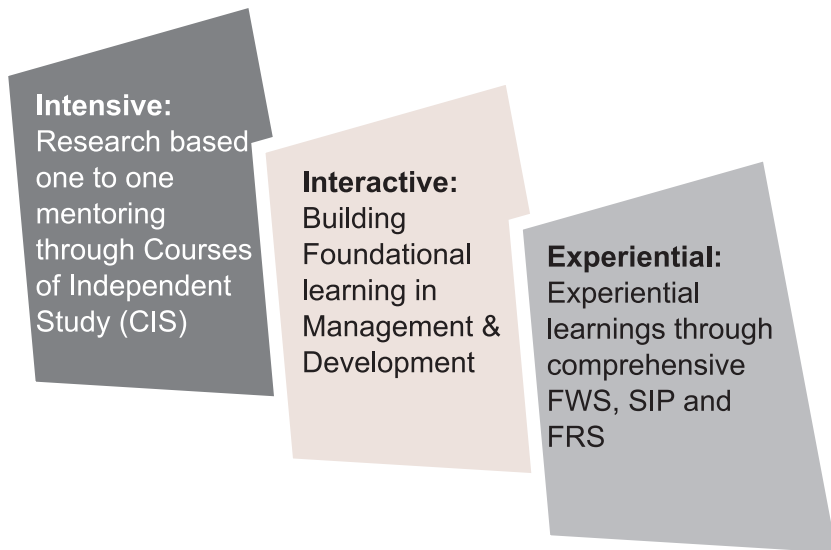 Intensive:
Research based
one to one
mentoring
through Courses
of Independent
Study (CIS)
Interactive:
Building
Foundational
learning in
Management &
Development
Experiential:
Experiential
learnings through
comprehensive
FWS, SIP and
FRS